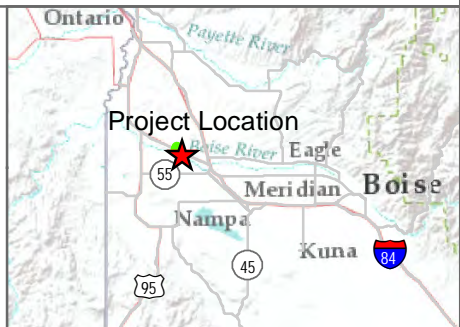 Ontario
Payette River
Project Location
Boise River
Eagle
55
Meridian
Boise
Nampa
Kuna
84
45
95